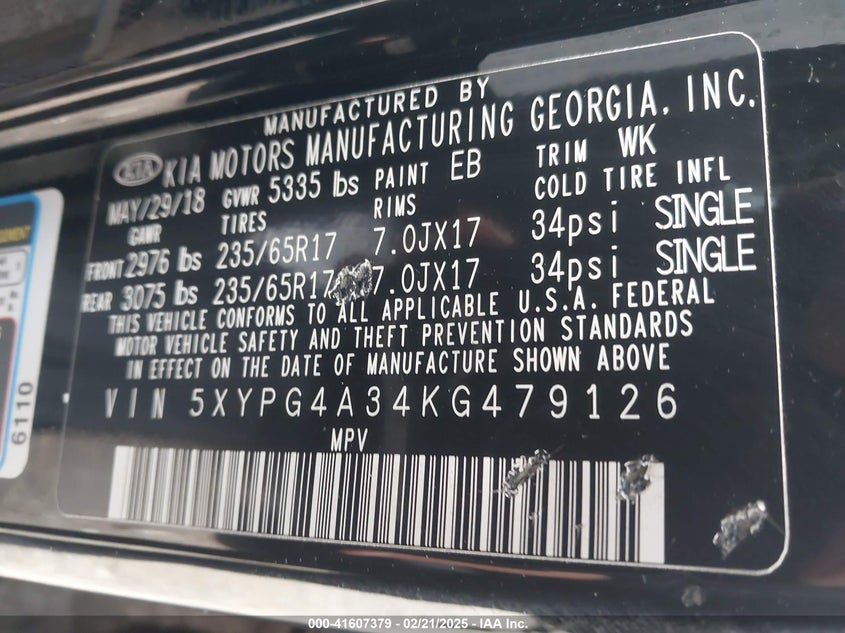 MANUFACTURED BY
KIA KIA MOTORS MANUFACTURING GEORGIA, INC.
MAY/29/18 GVWR 5335 lbs PAINT EB TRIM WK
GAWR TIRES RIMS COLD TIRE INFL
FRONT 2976 lbs 235/65R17 7.0JX17 34psi SINGLE
REAR 3075 lbs 235/65R17 7.0JX17 34psi SINGLE
THIS VEHICLE CONFORMS TO ALL APPLICABLE U.S.A. FEDERAL
MOTOR VEHICLE SAFETY AND THEFT PREVENTION STANDARDS
IN EFFECT ON THE DATE OF MANUFACTURE SHOWN ABOVE
VIN 5XYPG4A34KG479126
MPV
6110
000-41607379 - 02/21/2025 - IAA Inc.